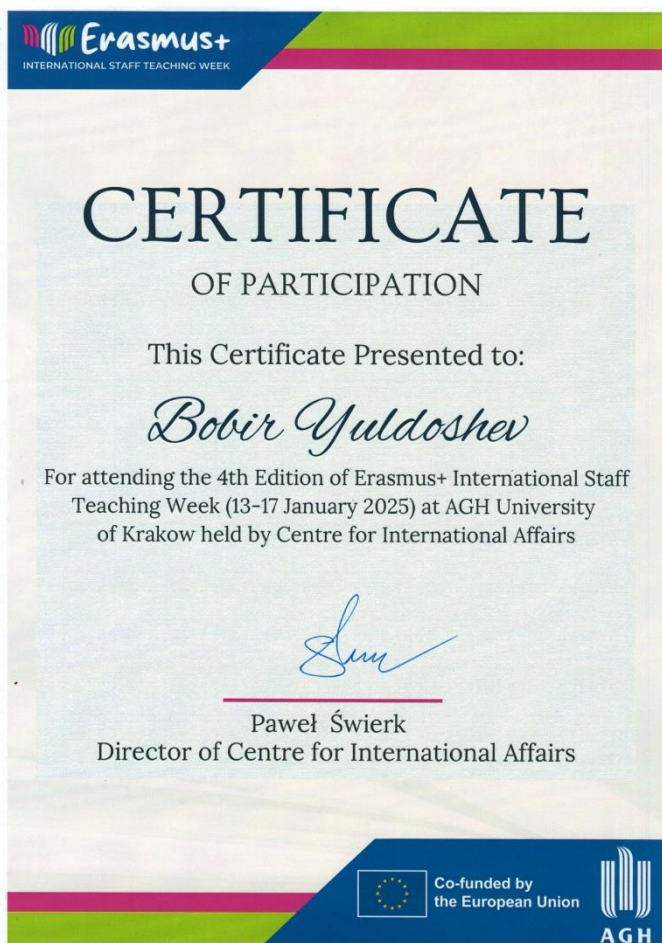 Erasmus+
INTERNATIONAL STAFF TEACHING WEEK
CERTIFICATE
OF PARTICIPATION
This Certificate Presented to:
Bobir Yuldoshev
For attending the 4th Edition of Erasmus+ International Staff
Teaching Week (13-17 January 2025) at AGH University
of Krakow held by Centre for International Affairs
Paweł Świerk
Director of Centre for International Affairs
Co-funded by
the European Union
AGH